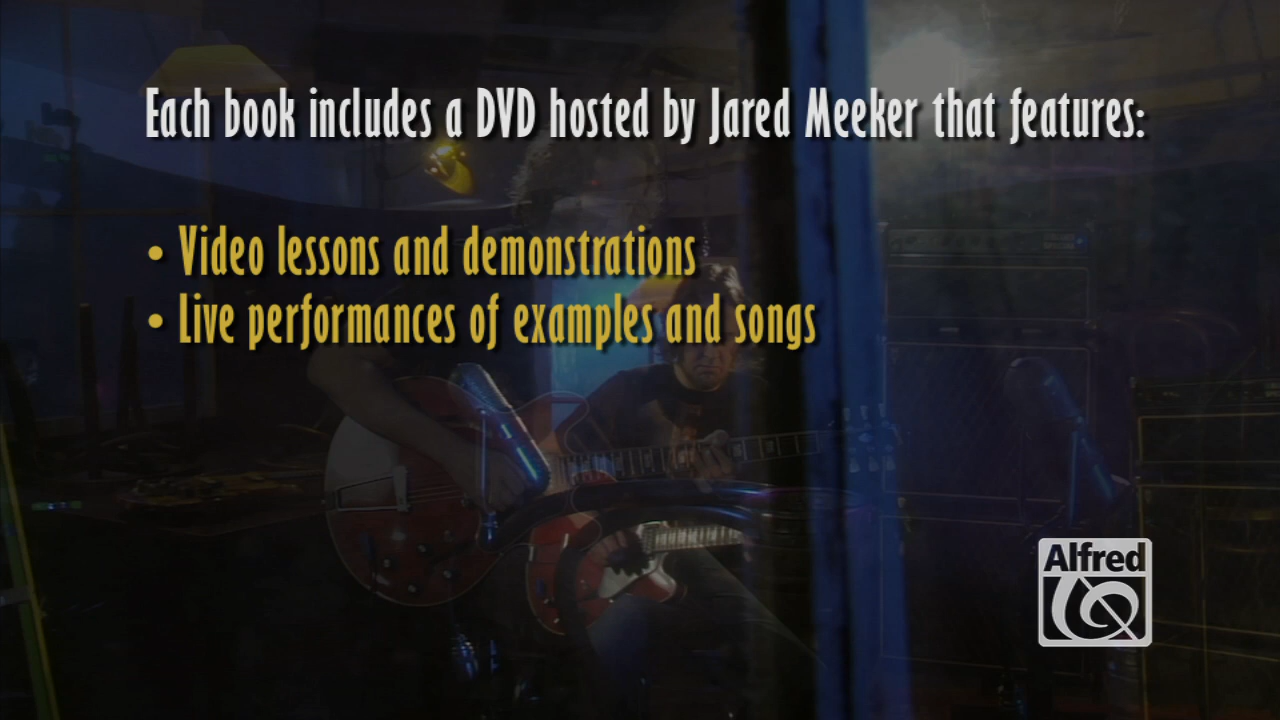 Each book includes a DVD hosted by Jared Meeker that features:
• Video lessons and demonstrations
• Live performances of examples and songs
Alfred